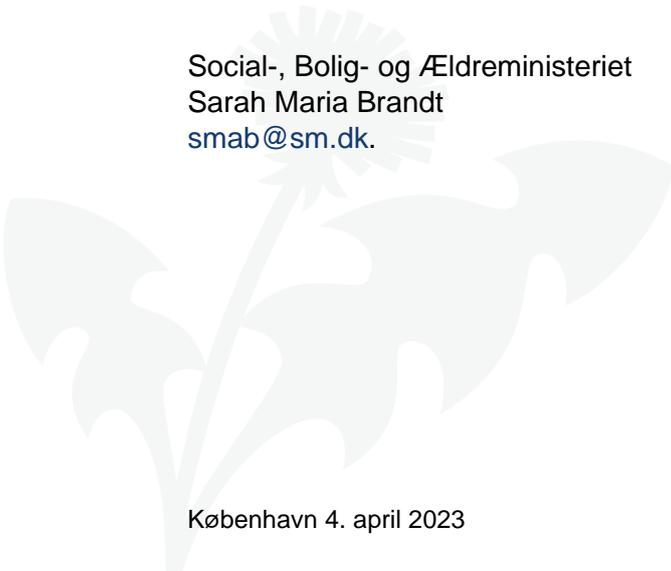 Social-, Bolig- og Ældreministeriet
Sarah Maria Brandt
smab@sm.dk.
København 4. april 2023